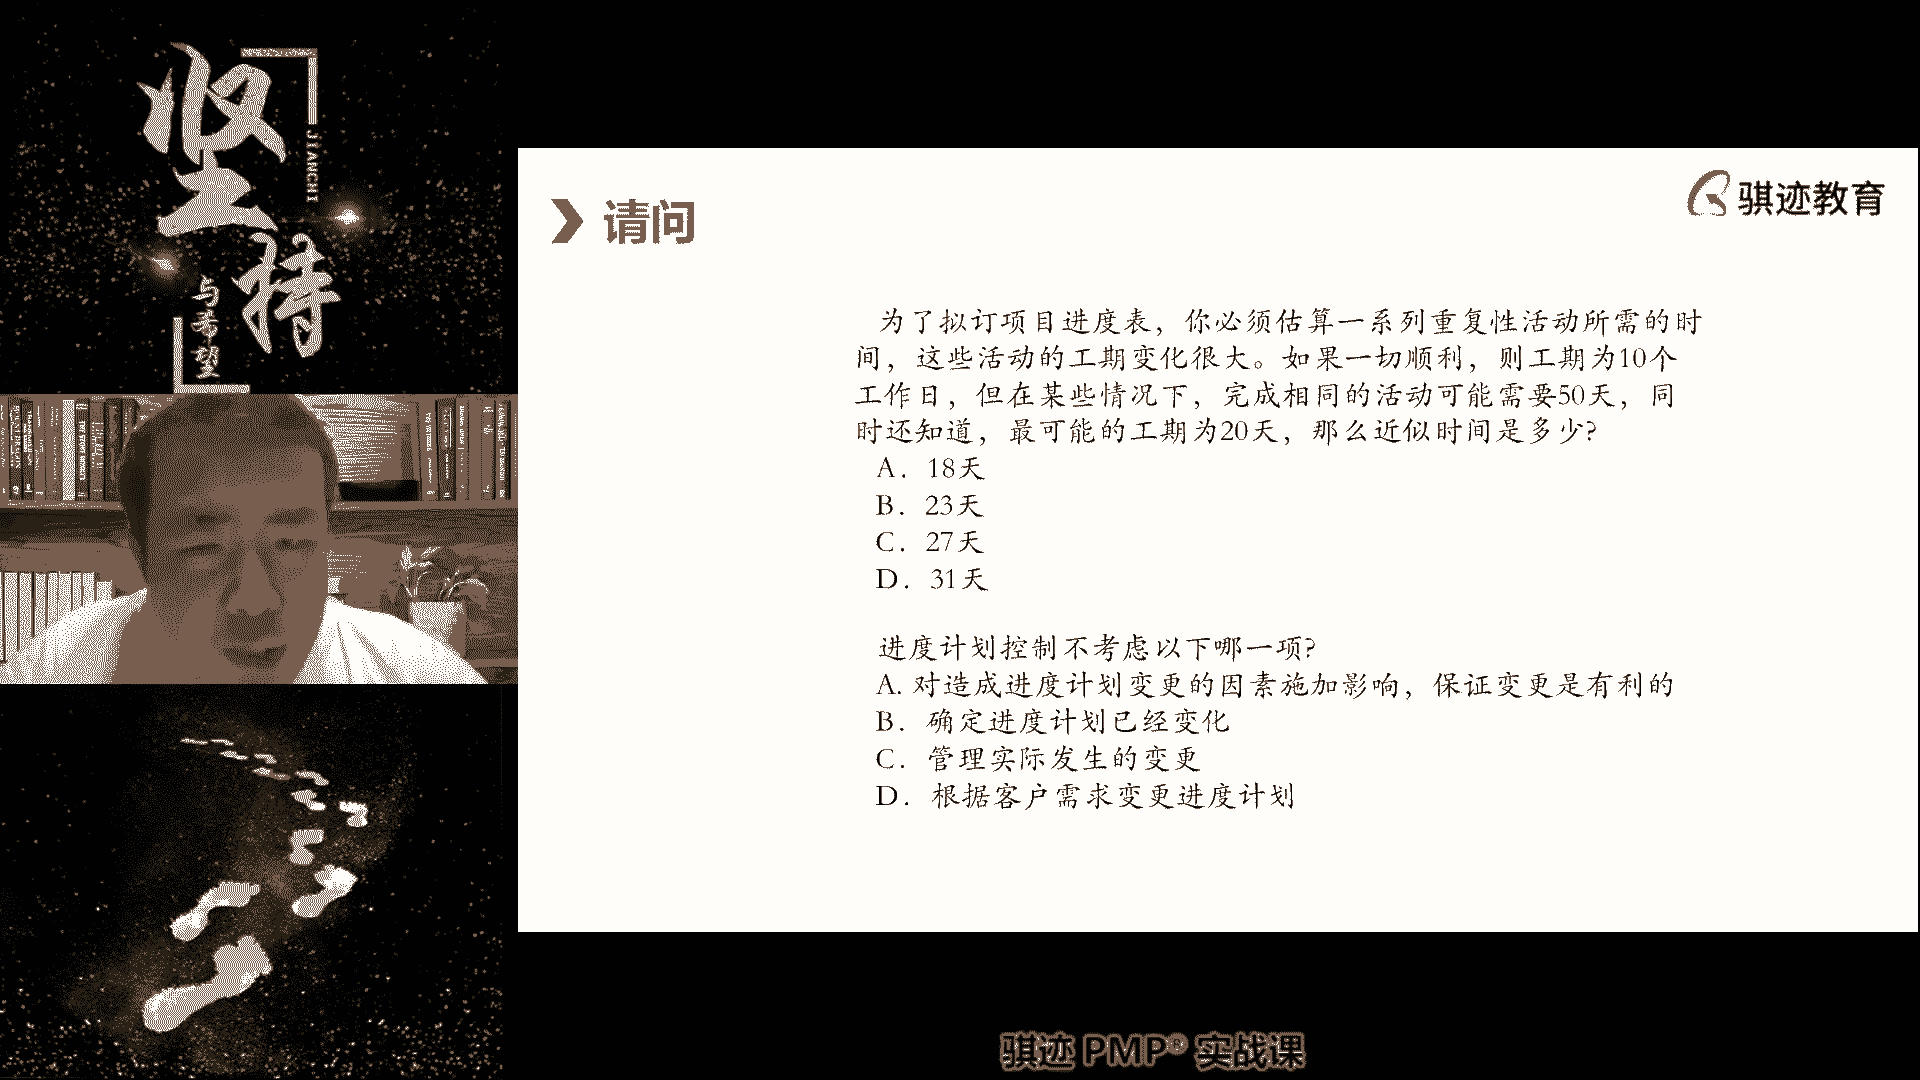 坚持
JIANCHI
与希望
请问
骐迹教育
为了拟订项目进度表，你必须估算一系列重复性活动所需的时
间，这些活动的工期变化很大。如果一切顺利，则工期为10个
工作日，但在某些情况下，完成相同的活动可能需要50天，同
时还知道，最可能的工期为20天，那么近似时间是多少?
A．18天
B．23天
C．27天
D．31天
进度计划控制不考虑以下哪一项?
A. 对造成进度计划变更的因素施加影响，保证变更是有利的
B．确定进度计划已经变化
C．管理实际发生的变更
D．根据客户需求变更进度计划
骐迹 PMP® 实战课